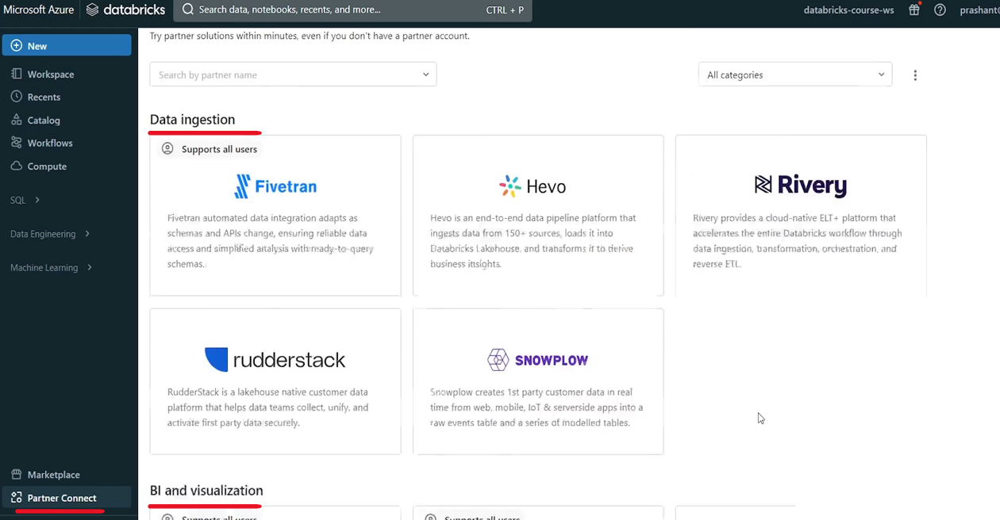 Microsoft Azure
databricks
Search data, notebooks, recents, and more...
CTRL + P
databricks-course-ws
prashant
New
Workspace
Recents
Catalog
Workflows
Compute
SQL
Data Engineering
Machine Learning
Marketplace
Partner Connect
Try partner solutions within minutes, even if you don't have a partner account.
Search by partner name
All categories
Data ingestion
Supports all users
Fivetran
Fivetran automated data integration adapts as
schemas and APIs change, ensuring reliable data
access and simplified analysis with ready-to-query
schemas.
Hevo
Hevo is an end-to-end data pipeline platform that
ingests data from 150+ sources, loads it into
Databricks Lakehouse, and transforms it to derive
business insights.
Rivery
Rivery provides a cloud-native ELT+ platform that
accelerates the entire Databricks workflow through
data ingestion, transformation, orchestration, and
reverse ETL.
rudderstack
RudderStack is a lakehouse native customer data
platform that helps data teams collect, unify, and
activate first party data securely.
SNOWPLOW
Snowplow creates 1st party customer data in real
time from web, mobile, IoT & serverside apps into a
raw events table and a series of modelled tables.
BI and visualization
Supports all users
Supports all users